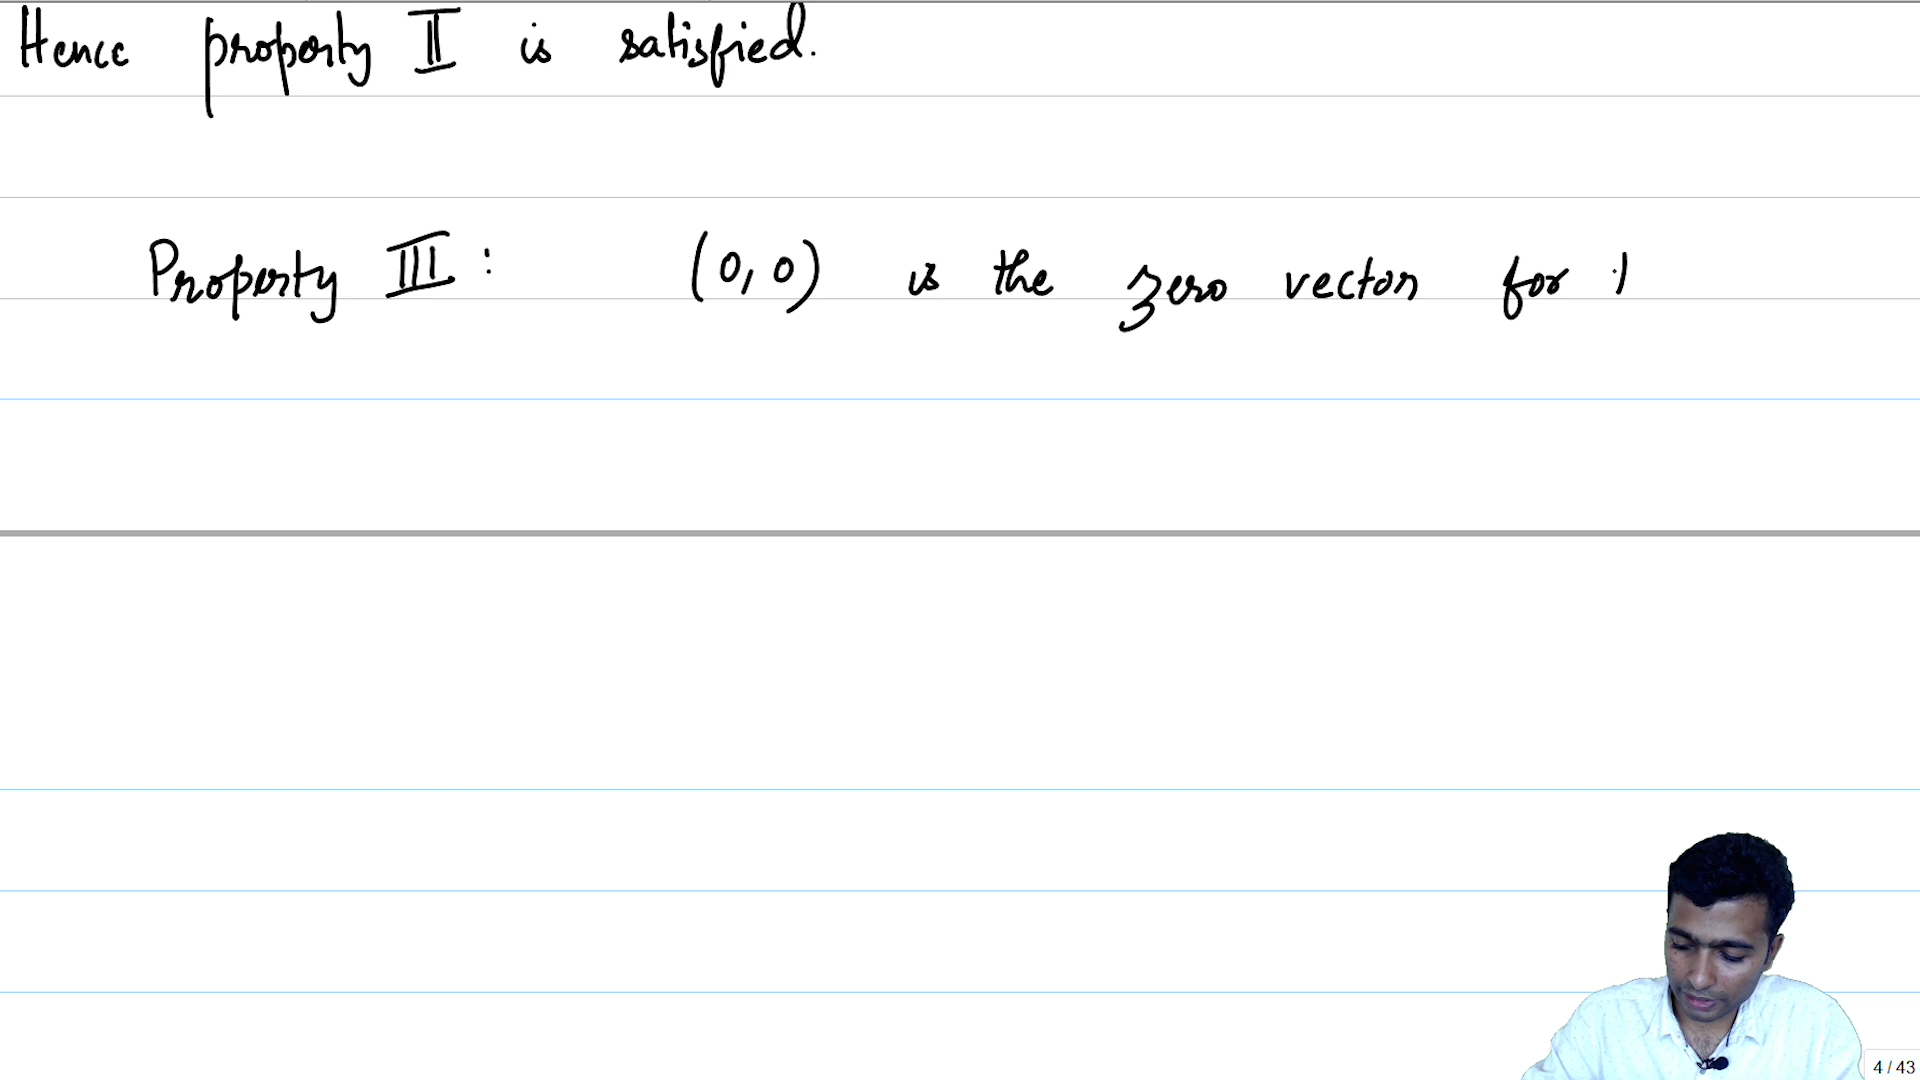 Hence property II is satisfied.
Property III: (0,0) is the zero vector for
4 / 43